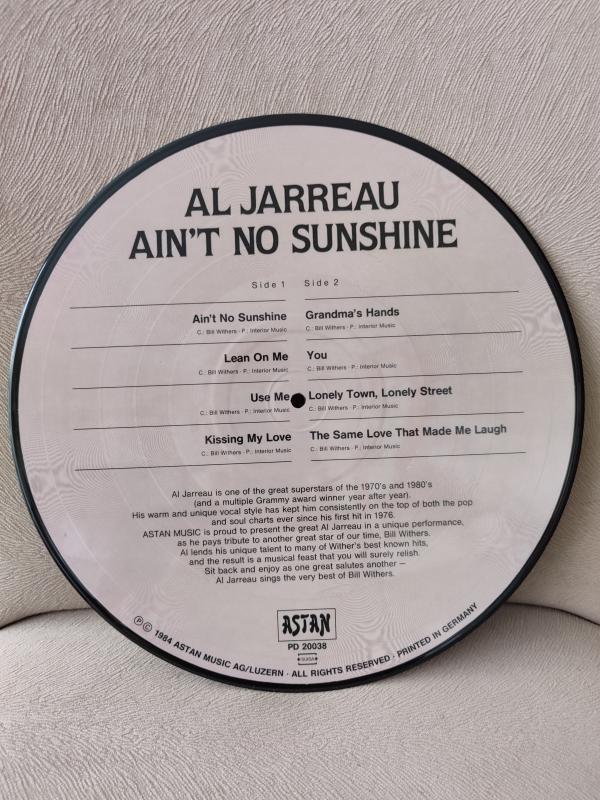 AL JARREAU
AIN'T NO SUNSHINE
Side 1
Ain't No Sunshine
C.: Bill Withers · P.: Interior Music
Lean On Me
C.: Bill Withers · P.: Interior Music
Use Me
C.: Bill Withers · P.: Interior Music
Kissing My Love
C.: Bill Withers · P.: Interior Music
Side 2
Grandma's Hands
C.: Bill Withers · P.: Interior Music
You
C.: Bill Withers · P.: Interior Music
Lonely Town, Lonely Street
C.: Bill Withers · P.: Interior Music
The Same Love That Made Me Laugh
C.: Bill Withers · P.: Interior Music
Al Jarreau is one of the great superstars of the 1970's and 1980's
(and a multiple Grammy award winner year after year).
His warm and unique vocal style has kept him consistently on the top of both the pop
and soul charts ever since his first hit in 1976.
ASTAN MUSIC is proud to present the great Al Jarreau in a unique performance,
as he pays tribute to another great star of our time, Bill Withers.
Al lends his unique talent to many of Wither's best known hits,
and the result is a musical feast that you will surely relish.
Sit back and enjoy as one great salutes another —
Al Jarreau sings the very best of Bill Withers.
ASTAN
PD 20038
SUISA
Ⓟ © 1984 ASTAN MUSIC AG/LUZERN · ALL RIGHTS RESERVED · PRINTED IN GERMANY